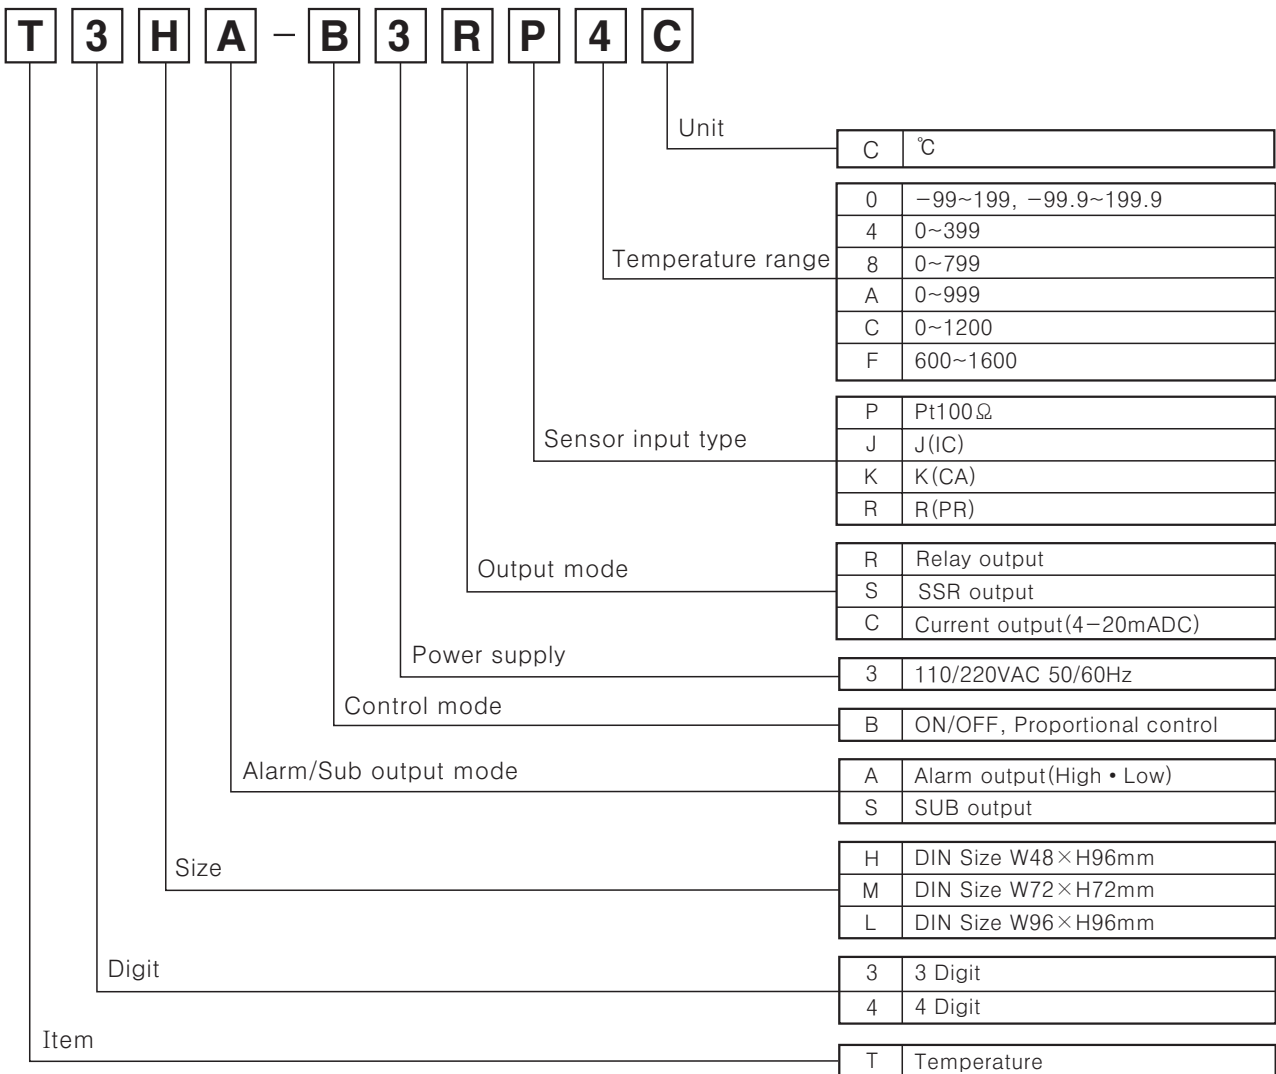 T 3 H A - B 3 R P 4 C
Unit
C ℃
Temperature range
0 -99~199, -99.9~199.9
4 0~399
8 0~799
A 0~999
C 0~1200
F 600~1600
Sensor input type
P Pt100Ω
J J(IC)
K K(CA)
R R(PR)
Output mode
R Relay output
S SSR output
C Current output(4-20mADC)
Power supply
3 110/220VAC 50/60Hz
Control mode
B ON/OFF, Proportional control
Alarm/Sub output mode
A Alarm output(High • Low)
S SUB output
Size
H DIN Size W48×H96mm
M DIN Size W72×H72mm
L DIN Size W96×H96mm
Digit
3 3 Digit
4 4 Digit
Item
T Temperature